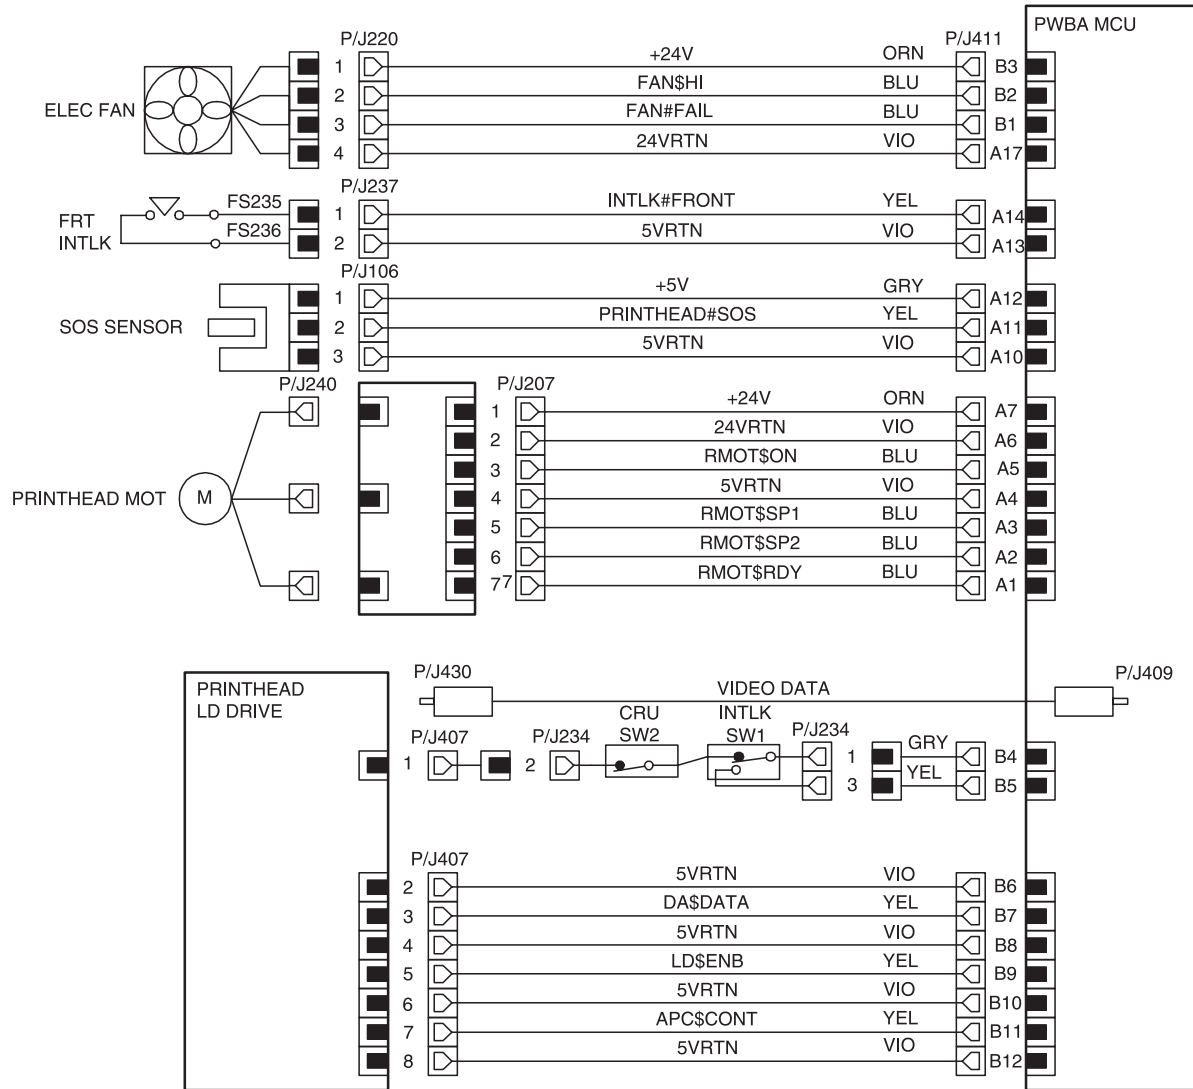 PWBA MCU
P/J220 P/J411
1 +24V ORN B3
2 FAN$HI BLU B2
ELEC FAN
3 FAN#FAIL BLU B1
4 24VRTN VIO A17
P/J237
FS235 1 INTLK#FRONT YEL A14
FRT
INTLK
FS236 2 5VRTN VIO A13
P/J106
1 +5V GRY A12
SOS SENSOR 2 PRINTHEAD#SOS YEL A11
3 5VRTN VIO A10
P/J240 P/J207
1 +24V ORN A7
2 24VRTN VIO A6
3 RMOT$ON BLU A5
PRINTHEAD MOT M 4 5VRTN VIO A4
5 RMOT$SP1 BLU A3
6 RMOT$SP2 BLU A2
77 RMOT$RDY BLU A1
P/J430 VIDEO DATA P/J409
PRINTHEAD
LD DRIVE
CRU
SW2
INTLK
SW1
P/J407 P/J234 P/J234
1 2 1 GRY B4
3 YEL B5
P/J407
2 5VRTN VIO B6
3 DA$DATA YEL B7
4 5VRTN VIO B8
5 LD$ENB YEL B9
6 5VRTN VIO B10
7 APC$CONT YEL B11
8 5VRTN VIO B12